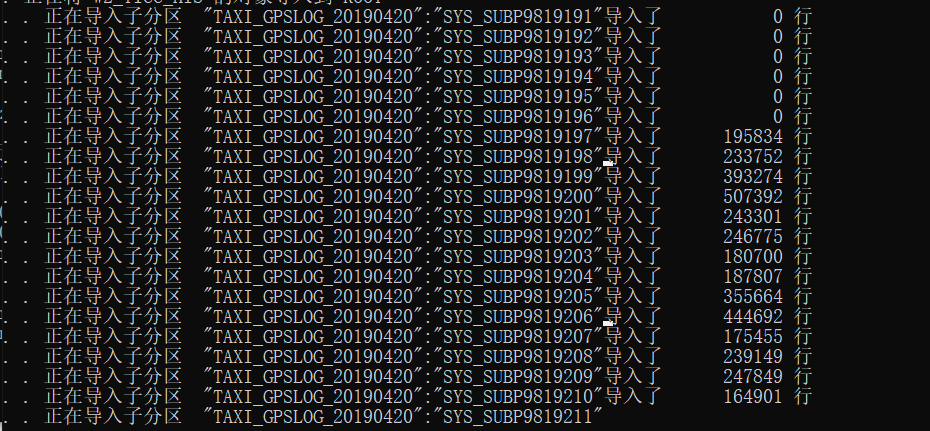 . . 正在导入子分区 "TAXI_GPSLOG_20190420":"SYS_SUBP9819191"导入了 0 行
. . 正在导入子分区 "TAXI_GPSLOG_20190420":"SYS_SUBP9819192"导入了 0 行
. . 正在导入子分区 "TAXI_GPSLOG_20190420":"SYS_SUBP9819193"导入了 0 行
. . 正在导入子分区 "TAXI_GPSLOG_20190420":"SYS_SUBP9819194"导入了 0 行
. . 正在导入子分区 "TAXI_GPSLOG_20190420":"SYS_SUBP9819195"导入了 0 行
. . 正在导入子分区 "TAXI_GPSLOG_20190420":"SYS_SUBP9819196"导入了 0 行
. . 正在导入子分区 "TAXI_GPSLOG_20190420":"SYS_SUBP9819197"导入了 195834 行
. . 正在导入子分区 "TAXI_GPSLOG_20190420":"SYS_SUBP9819198"导入了 233752 行
. . 正在导入子分区 "TAXI_GPSLOG_20190420":"SYS_SUBP9819199"导入了 393274 行
. . 正在导入子分区 "TAXI_GPSLOG_20190420":"SYS_SUBP9819200"导入了 507392 行
. . 正在导入子分区 "TAXI_GPSLOG_20190420":"SYS_SUBP9819201"导入了 243301 行
. . 正在导入子分区 "TAXI_GPSLOG_20190420":"SYS_SUBP9819202"导入了 246775 行
. . 正在导入子分区 "TAXI_GPSLOG_20190420":"SYS_SUBP9819203"导入了 180700 行
. . 正在导入子分区 "TAXI_GPSLOG_20190420":"SYS_SUBP9819204"导入了 187807 行
. . 正在导入子分区 "TAXI_GPSLOG_20190420":"SYS_SUBP9819205"导入了 355664 行
. . 正在导入子分区 "TAXI_GPSLOG_20190420":"SYS_SUBP9819206"导入了 444692 行
. . 正在导入子分区 "TAXI_GPSLOG_20190420":"SYS_SUBP9819207"导入了 175455 行
. . 正在导入子分区 "TAXI_GPSLOG_20190420":"SYS_SUBP9819208"导入了 239149 行
. . 正在导入子分区 "TAXI_GPSLOG_20190420":"SYS_SUBP9819209"导入了 247849 行
. . 正在导入子分区 "TAXI_GPSLOG_20190420":"SYS_SUBP9819210"导入了 164901 行
. . 正在导入子分区 "TAXI_GPSLOG_20190420":"SYS_SUBP9819211"